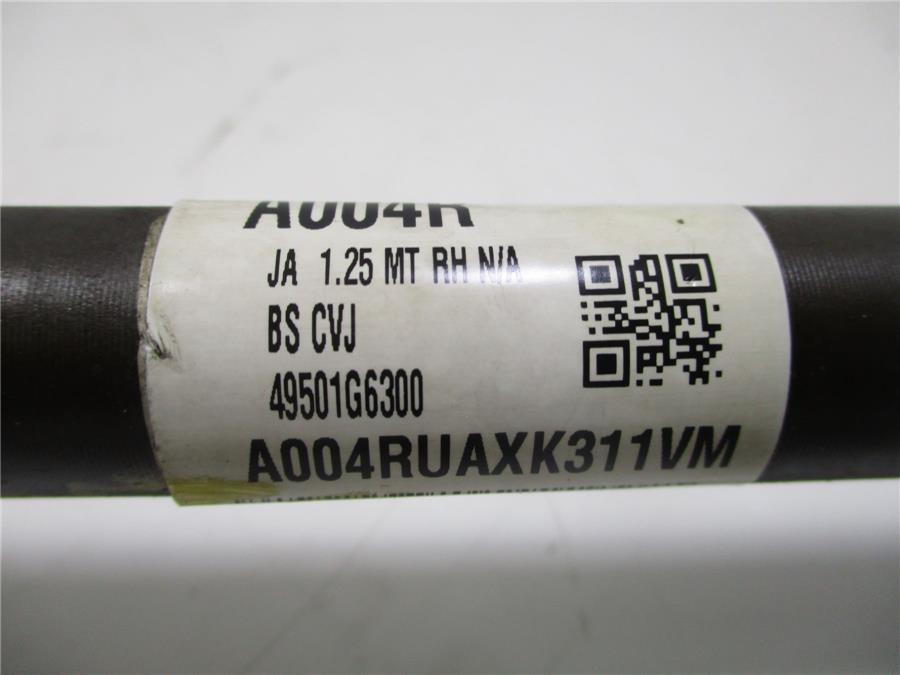 A004R
JA 1.25 MT RH N/A
BS CVJ
49501G6300
A004RUAXK311VM